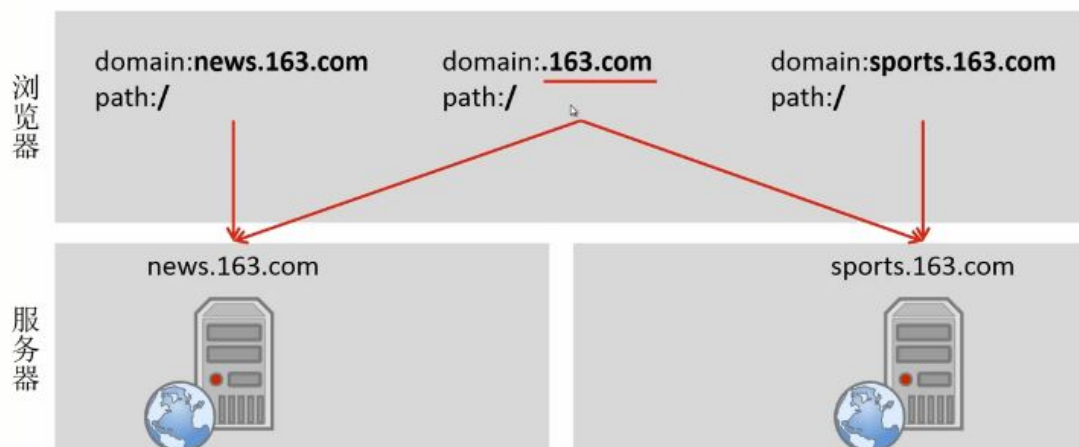 浏览器
domain:news.163.com
path:/
domain:.163.com
path:/
domain:sports.163.com
path:/
服务器
news.163.com
sports.163.com